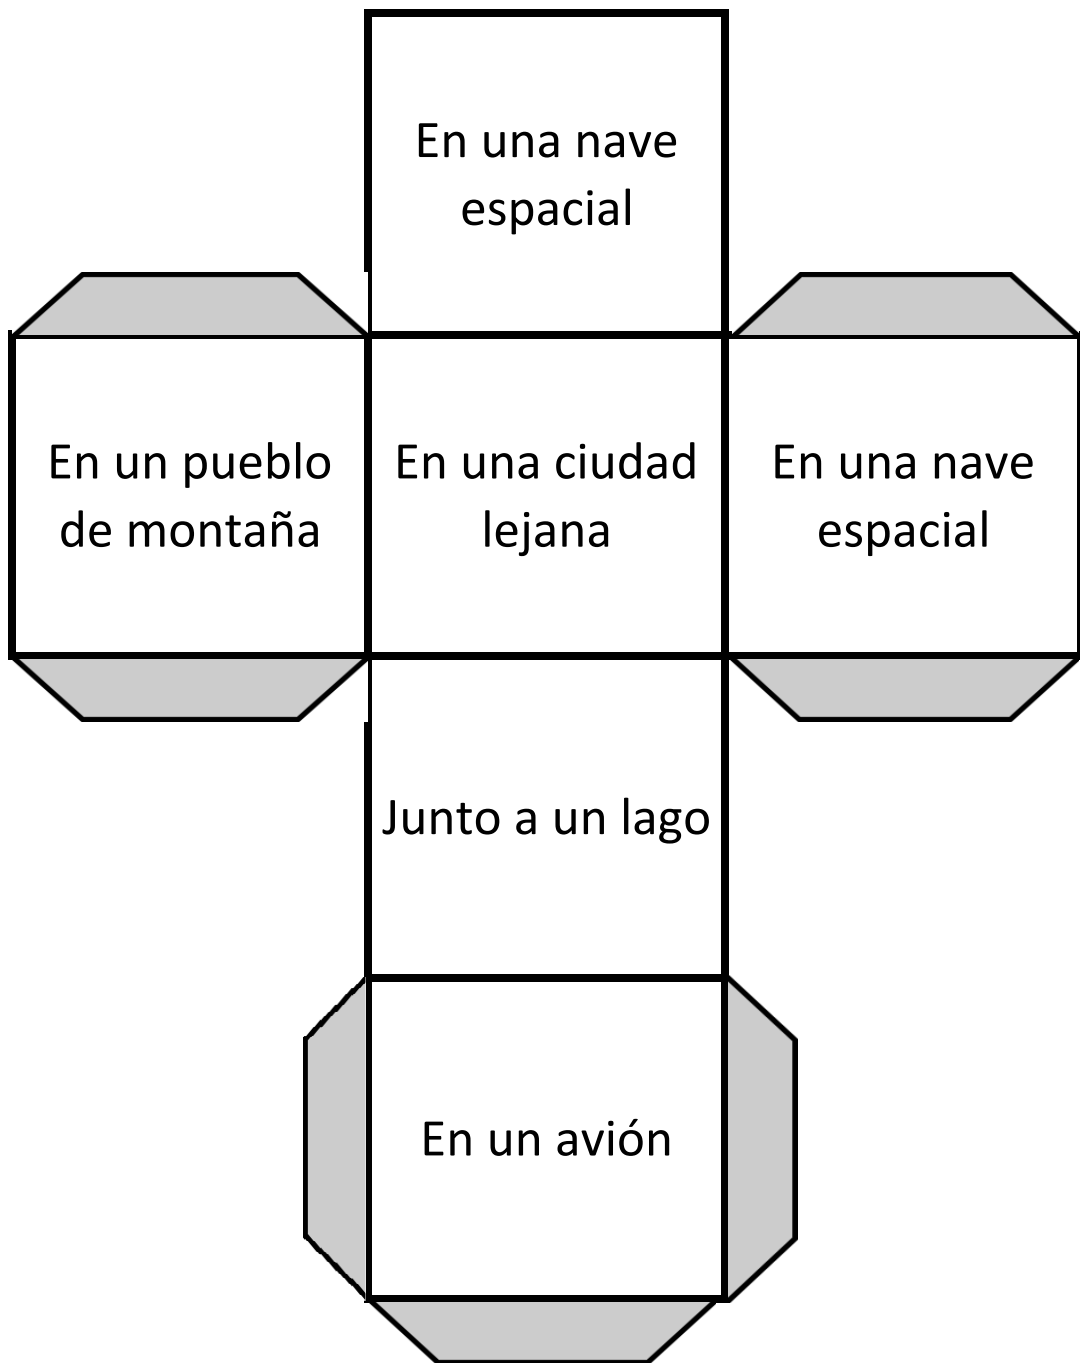 En una nave
espacial
En un pueblo
de montaña
En una ciudad
lejana
En una nave
espacial
Junto a un lago
En un avión